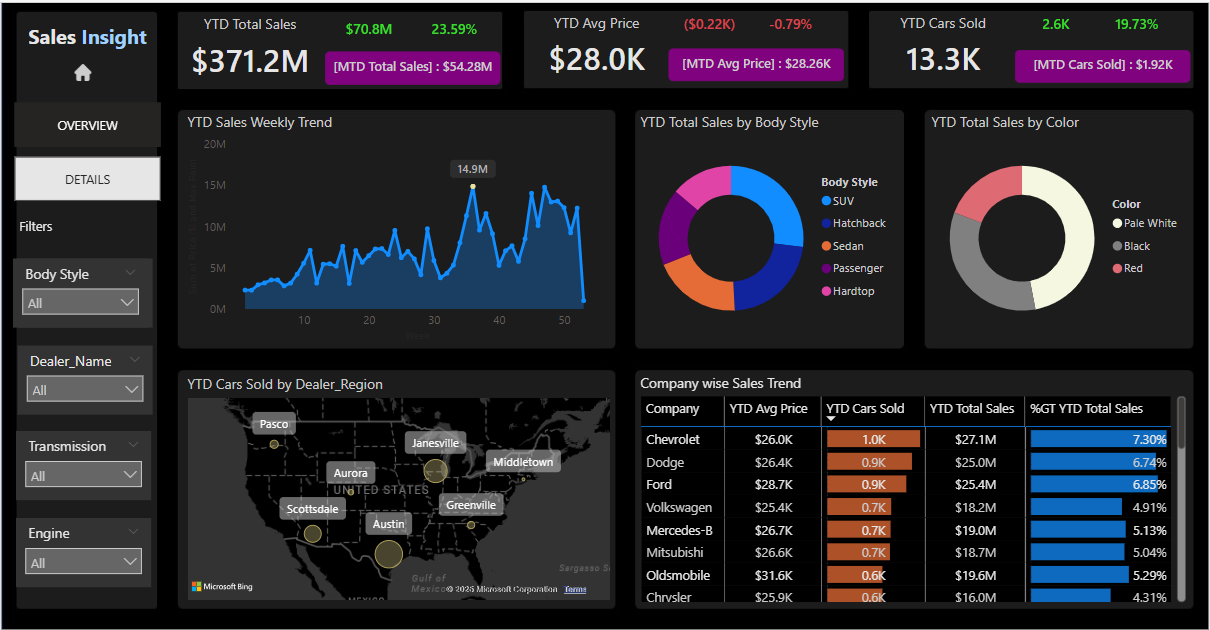 Sales Insight
OVERVIEW
DETAILS
Filters
Body Style
All
Dealer_Name
All
Transmission
All
Engine
All
YTD Total Sales
$70.8M 23.59%
$371.2M
[MTD Total Sales] : $54.28M
YTD Avg Price
($0.22K) -0.79%
$28.0K
[MTD Avg Price] : $28.26K
YTD Cars Sold
2.6K 19.73%
13.3K
[MTD Cars Sold] : $1.92K
YTD Sales Weekly Trend
20M
15M
10M
5M
0M
14.9M
10 20 30 40 50
YTD Total Sales by Body Style
Body Style
SUV
Hatchback
Sedan
Passenger
Hardtop
YTD Total Sales by Color
Color
Pale White
Black
Red
YTD Cars Sold by Dealer_Region
Pasco
Janesville
Middletown
Aurora
UNITED STATES
Scottsdale
Greenville
Austin
Gulf of
Mexico
MEXICO
Sargasso S
Microsoft Bing
© 2025 Microsoft Corporation Terms
Company wise Sales Trend
Company YTD Avg Price YTD Cars Sold YTD Total Sales %GT YTD Total Sales
Chevrolet $26.0K 1.0K $27.1M 7.30%
Dodge $26.4K 0.9K $25.0M 6.74%
Ford $28.7K 0.9K $25.4M 6.85%
Volkswagen $25.4K 0.7K $18.2M 4.91%
Mercedes-B $26.7K 0.7K $19.0M 5.13%
Mitsubishi $26.6K 0.7K $18.7M 5.04%
Oldsmobile $31.6K 0.6K $19.6M 5.29%
Chrysler $25.9K 0.6K $16.0M 4.31%